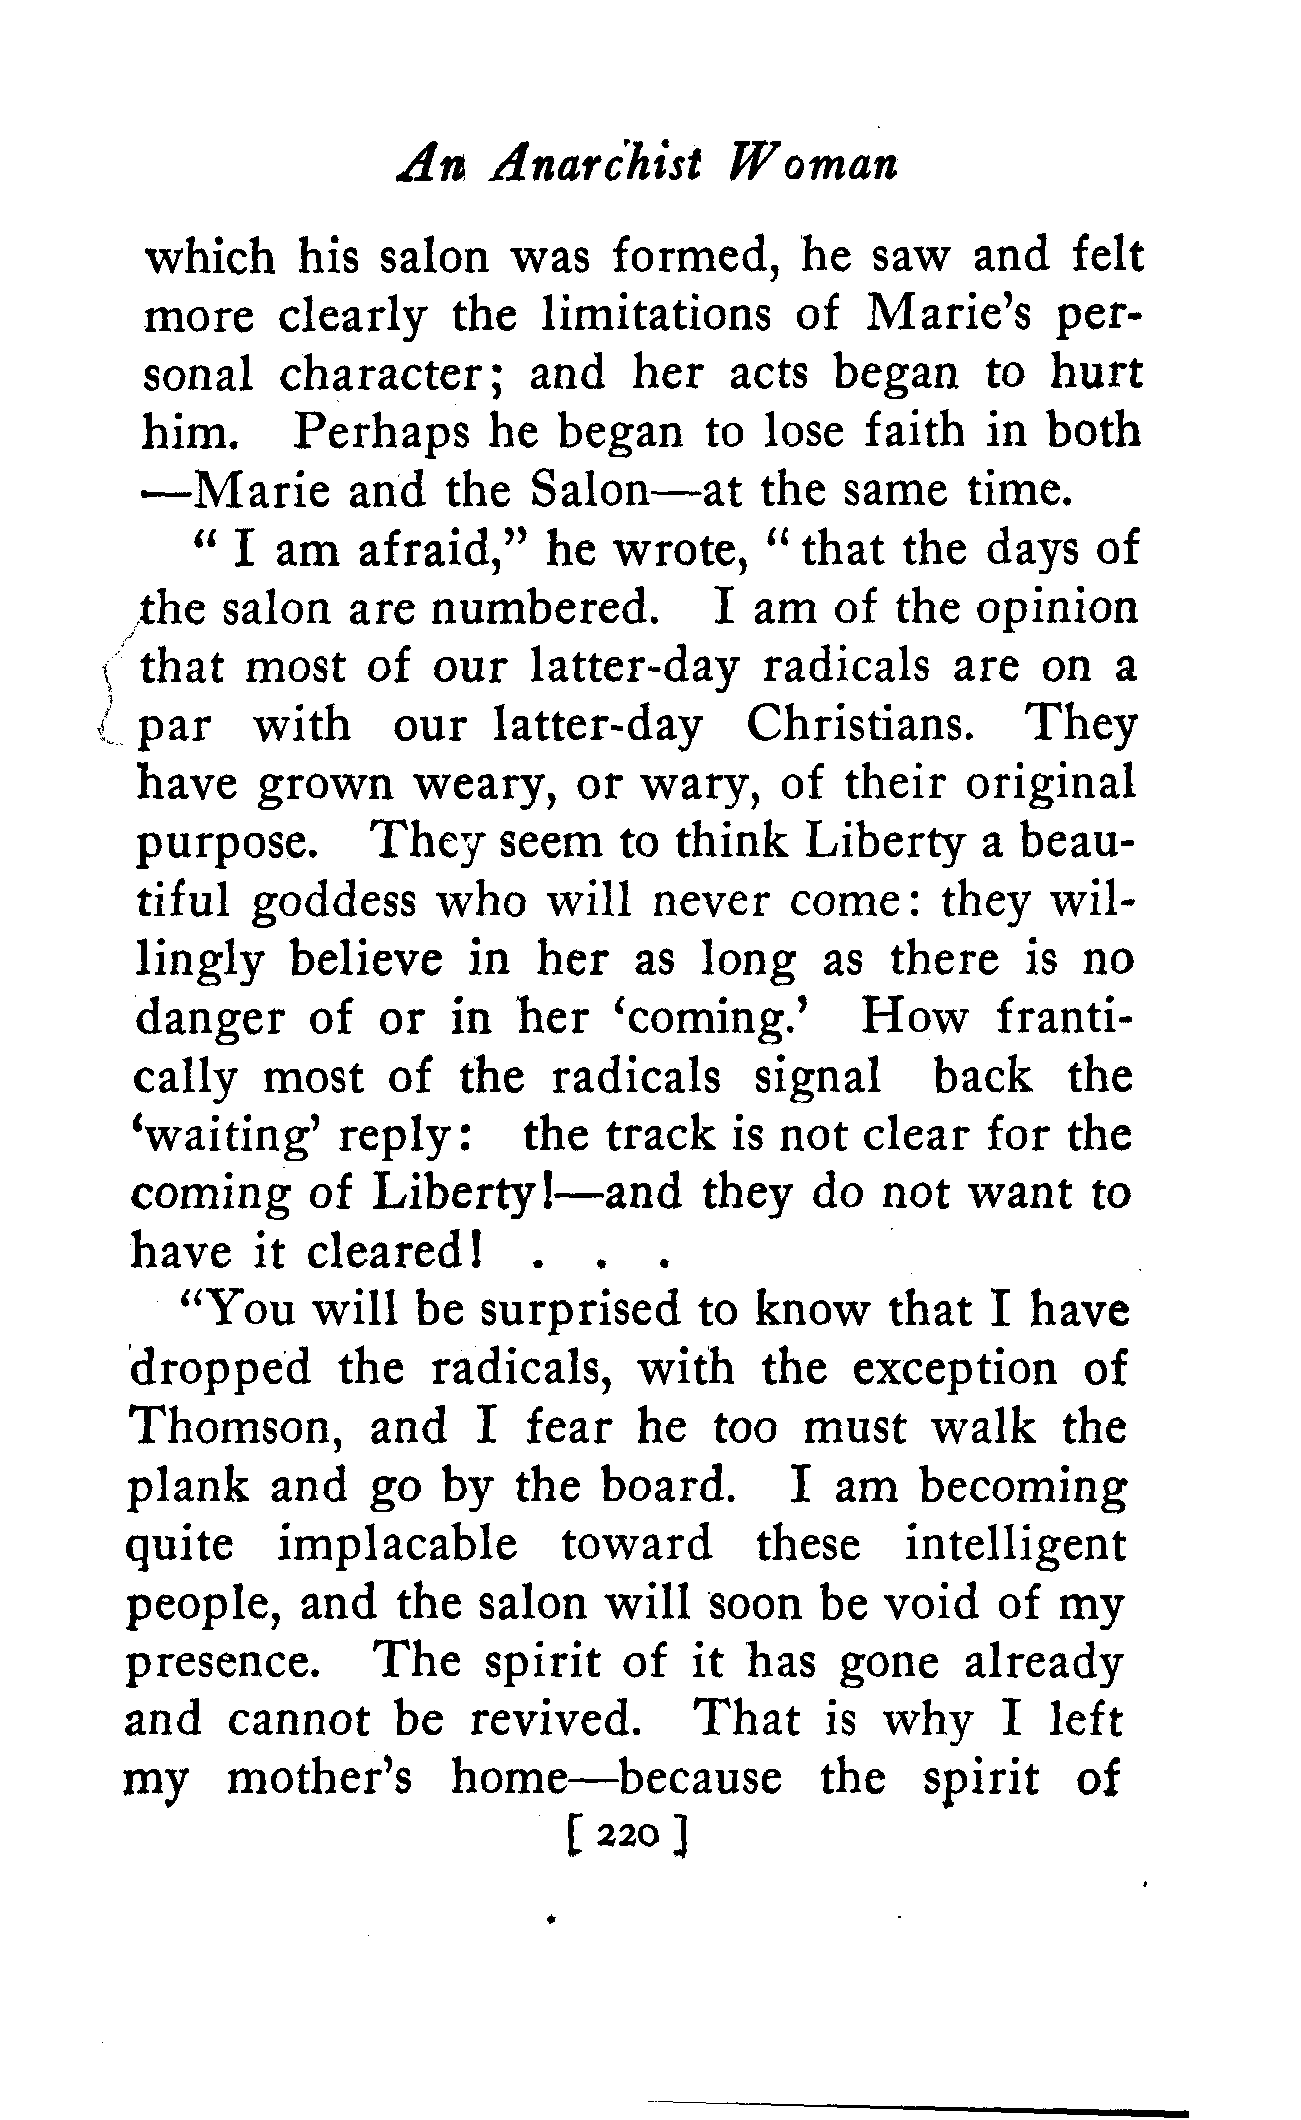 An Anarchist Woman
which his salon was formed, he saw and felt
more clearly the limitations of Marie's per-
sonal character; and her acts began to hurt
him. Perhaps he began to lose faith in both
—Marie and the Salon—at the same time.
" I am afraid," he wrote, " that the days of
the salon are numbered. I am of the opinion
that most of our latter-day radicals are on a
par with our latter-day Christians. They
have grown weary, or wary, of their original
purpose. They seem to think Liberty a beau-
tiful goddess who will never come: they wil-
lingly believe in her as long as there is no
danger of or in her 'coming.' How franti-
cally most of the radicals signal back the
'waiting' reply: the track is not clear for the
coming of Liberty!—and they do not want to
have it cleared! . . .
"You will be surprised to know that I have
dropped the radicals, with the exception of
Thomson, and I fear he too must walk the
plank and go by the board. I am becoming
quite implacable toward these intelligent
people, and the salon will soon be void of my
presence. The spirit of it has gone already
and cannot be revived. That is why I left
my mother's home—because the spirit of
[ 220 ]